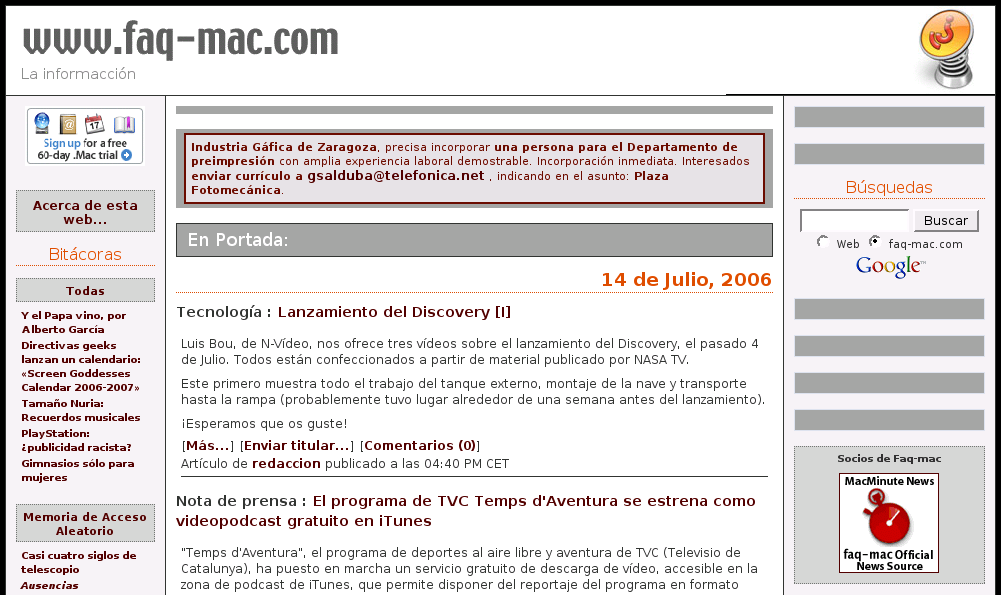 www.faq-mac.com
La informacción
17
Sign up for a free
60-day .Mac trial
Acerca de esta
web...
Bitácoras
Todas
Y el Papa vino, por
Alberto García
Directivas geeks
lanzan un calendario:
«Screen Goddesses
Calendar 2006-2007»
Tamaño Nuria:
Recuerdos musicales
PlayStation:
¿publicidad racista?
Gimnasios sólo para
mujeres
Memoria de Acceso
Aleatorio
Casi cuatro siglos de
telescopio
Ausencias
Industria Gáfica de Zaragoza, precisa incorporar una persona para el Departamento de
preimpresión con amplia experiencia laboral demostrable. Incorporación inmediata. Interesados
enviar currículo a gsalduba@telefonica.net , indicando en el asunto: Plaza
Fotomecánica.
En Portada:
14 de Julio, 2006
Tecnología : Lanzamiento del Discovery [I]
Luis Bou, de N-Vídeo, nos ofrece tres vídeos sobre el lanzamiento del Discovery, el pasado 4
de Julio. Todos están confeccionados a partir de material publicado por NASA TV.
Este primero muestra todo el trabajo del tanque externo, montaje de la nave y transporte
hasta la rampa (probablemente tuvo lugar alrededor de una semana antes del lanzamiento).
¡Esperamos que os guste!
[Más...] [Enviar titular...] [Comentarios (0)]
Artículo de redaccion publicado a las 04:40 PM CET
Nota de prensa : El programa de TVC Temps d'Aventura se estrena como
videopodcast gratuito en iTunes
"Temps d'Aventura", el programa de deportes al aire libre y aventura de TVC (Televisio de
Catalunya), ha puesto en marcha un servicio gratuito de descarga de vídeo, accesible en la
zona de podcast de iTunes, que permite disponer del reportaje del programa en formato
Búsquedas
Buscar
Web faq-mac.com
Google™
Socios de Faq-mac
MacMinute News
faq-mac Official
News Source